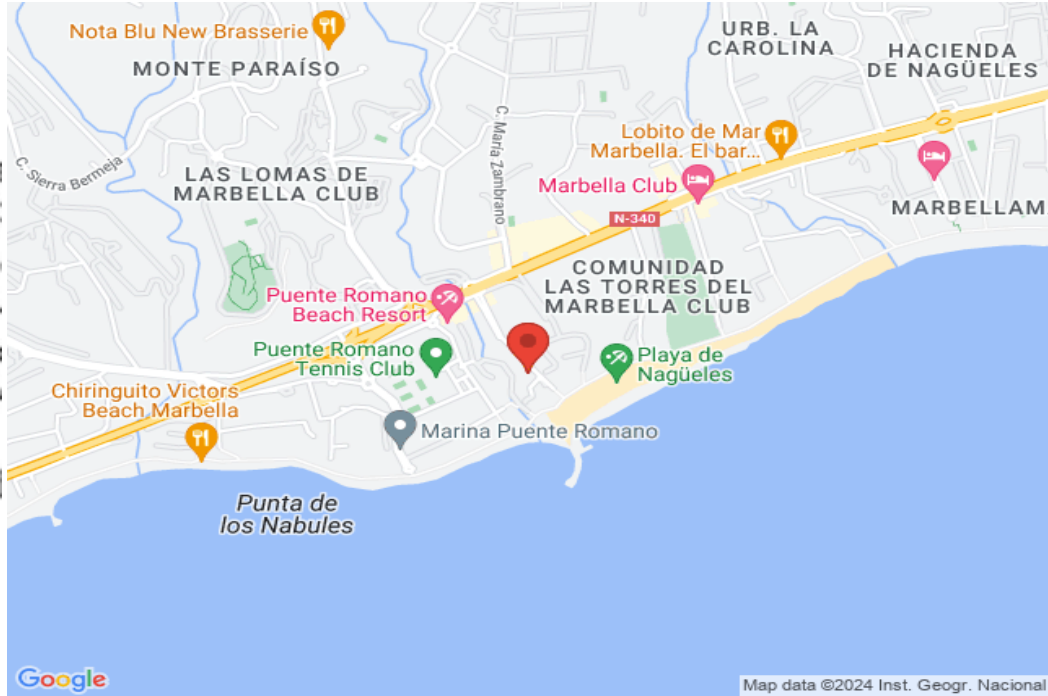 Nota Blu New Brasserie
MONTE PARAÍSO
URB. LA
CAROLINA
HACIENDA
DE NAGÜELES
C. María Zambrano
Lobito de Mar
Marbella. El bar...
C. Sierra Bermeja
LAS LOMAS DE
MARBELLA CLUB
Marbella Club
N-340
MARBELLAMA
COMUNIDAD
LAS TORRES DEL
MARBELLA CLUB
Puente Romano
Beach Resort
Puente Romano
Tennis Club
Playa de
Nagüeles
Chiringuito Victors
Beach Marbella
Marina Puente Romano
Punta de
los Nabules
Google
Map data ©2024 Inst. Geogr. Nacional